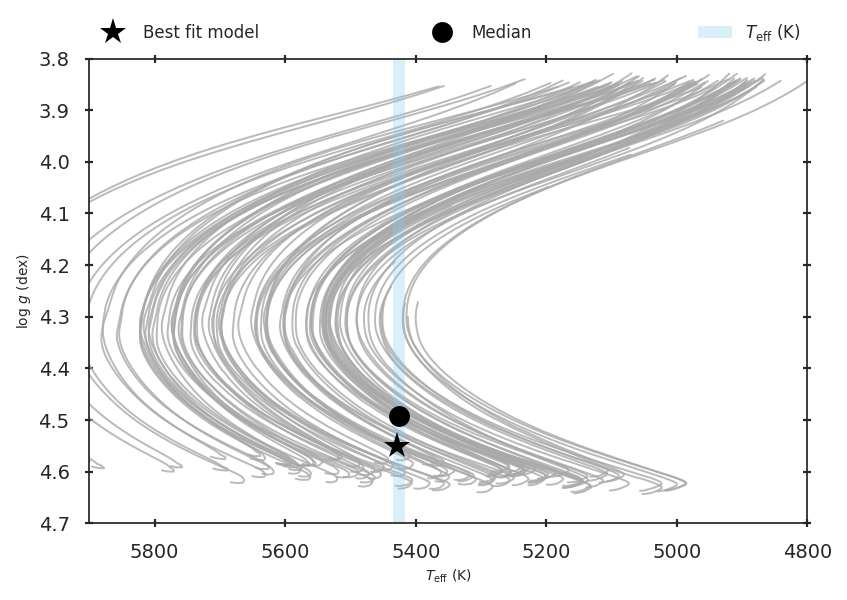 Best fit model Median T_eff (K)
3.8
3.9
4.0
4.1
4.2
4.3
4.4
4.5
4.6
4.7
log g (dex)
5800 5600 5400 5200 5000 4800
T_eff (K)